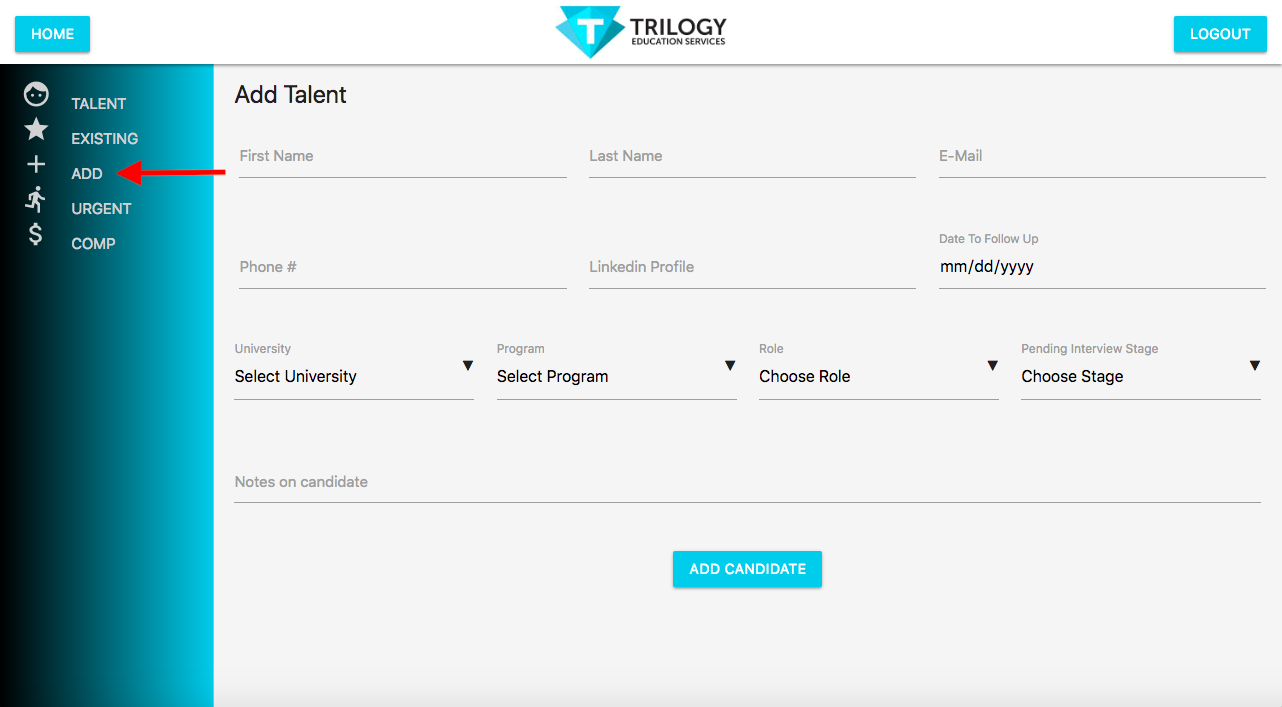 HOME
T
TRILOGY
EDUCATION SERVICES
LOGOUT
TALENT
EXISTING
ADD
URGENT
COMP
Add Talent
First Name
Last Name
E-Mail
Phone #
Linkedin Profile
Date To Follow Up
mm/dd/yyyy
University
Select University
Program
Select Program
Role
Choose Role
Pending Interview Stage
Choose Stage
Notes on candidate
ADD CANDIDATE